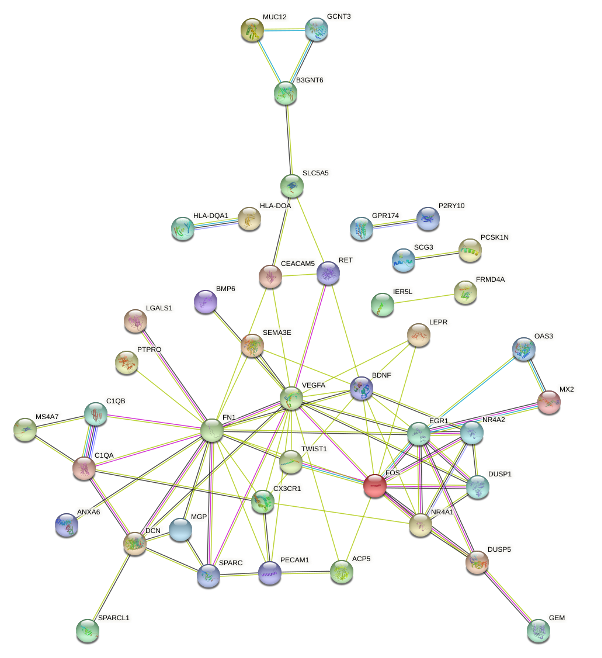 MUC12
GCNT3
B3GNT6
SLC5A5
HLA-DQA1
HLA-DOA
GPR174
P2RY10
SCG3
PCSK1N
CEACAM5
RET
BMP6
IER5L
FRMD4A
LGALS1
SEMA3E
LEPR
PTPRO
OAS3
VEGFA
BDNF
MX2
C1QB
MS4A7
FN1
EGR1
NR4A2
C1QA
TWIST1
FOS
DUSP1
CX3CR1
ANXA6
DCN
MGP
NR4A1
SPARC
PECAM1
ACP5
DUSP5
SPARCL1
GEM